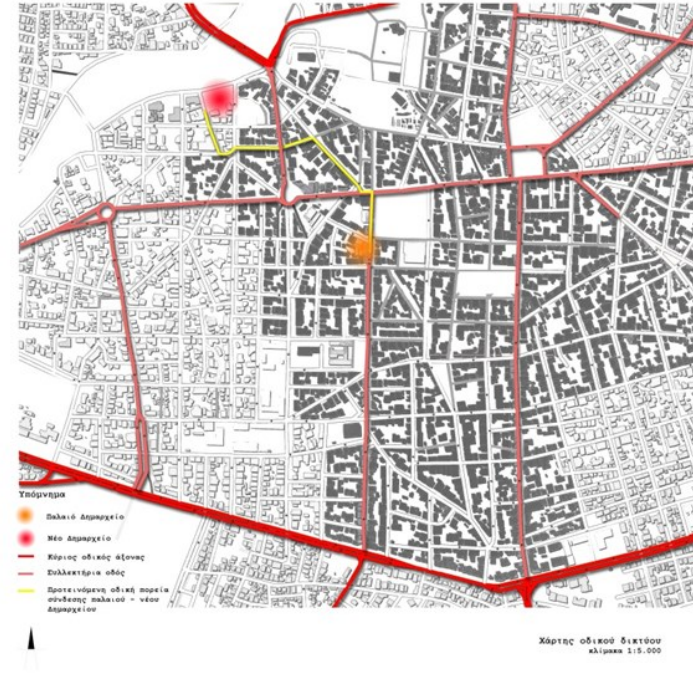 Υπόμνημα
Παλαιό Δημαρχείο
Νέο Δημαρχείο
Κύριος οδικός άξονας
Συλλεκτήρια οδός
Προτεινόμενη οδική πορεία
σύνδεσης παλαιού - νέου
Δημαρχείου
Χάρτης οδικού δικτύου
κλίμακα 1:5.000